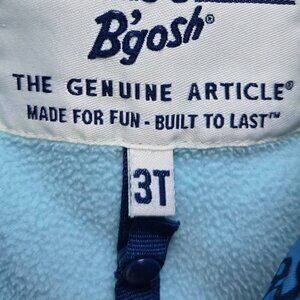 B'gosh®
THE GENUINE ARTICLE®
MADE FOR FUN - BUILT TO LAST™
3T